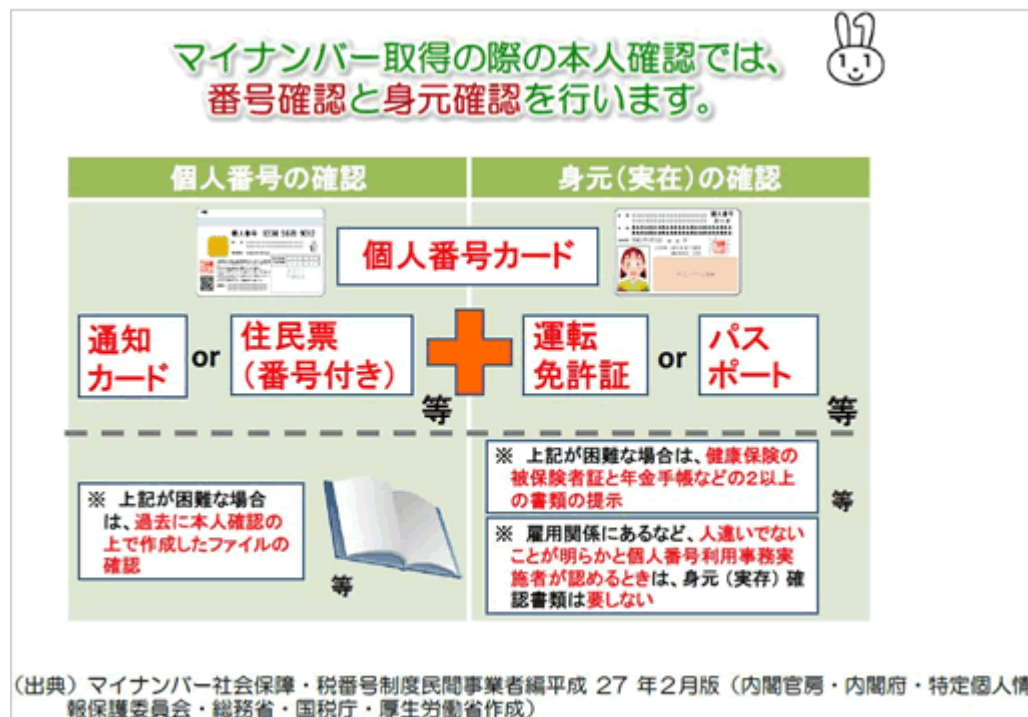 マイナンバー取得の際の本人確認では、
番号確認と身元確認を行います。
個人番号の確認
身元(実在)の確認
個人番号カード
通知
カード
or
住民票
(番号付き)
等
運転
免許証
or
パス
ポート
等
※ 上記が困難な場合
は、過去に本人確認の
上で作成したファイルの
確認
等
※ 上記が困難な場合は、健康保険の
被保険者証と年金手帳などの2以上
の書類の提示
等
※ 雇用関係にあるなど、人違いでない
ことが明らかと個人番号利用事務実
施者が認めるときは、身元(実存)確
認書類は要しない
(出典)マイナンバー社会保障・税番号制度民間事業者編平成 27 年2月版(内閣官房・内閣府・特定個人情
報保護委員会・総務省・国税庁・厚生労働省作成)